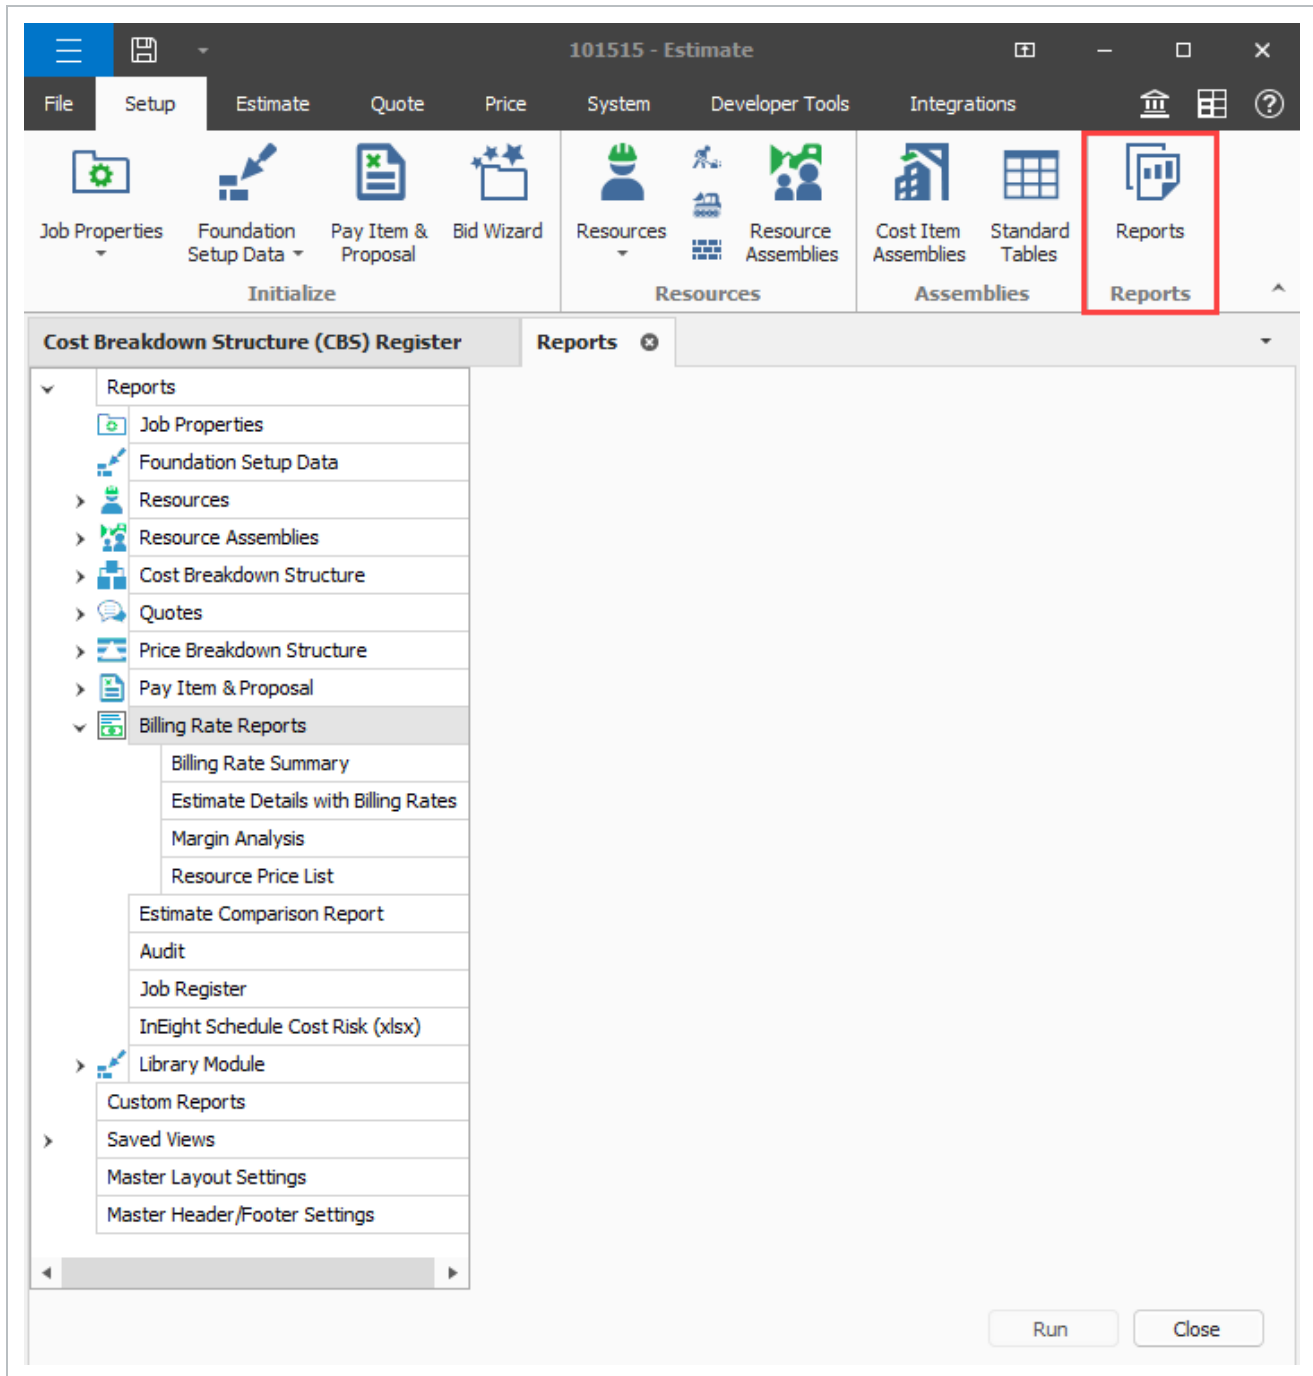 101515 - Estimate
File Setup Estimate Quote Price System Developer Tools Integrations
Job Properties
Foundation
Setup Data
Pay Item &
Proposal
Bid Wizard
Resources
Resource
Assemblies
Cost Item
Assemblies
Standard
Tables
Reports
Initialize Resources Assemblies Reports
Cost Breakdown Structure (CBS) Register Reports
Reports
Job Properties
Foundation Setup Data
Resources
Resource Assemblies
Cost Breakdown Structure
Quotes
Price Breakdown Structure
Pay Item & Proposal
Billing Rate Reports
Billing Rate Summary
Estimate Details with Billing Rates
Margin Analysis
Resource Price List
Estimate Comparison Report
Audit
Job Register
InEight Schedule Cost Risk (xlsx)
Library Module
Custom Reports
Saved Views
Master Layout Settings
Master Header/Footer Settings
Run Close